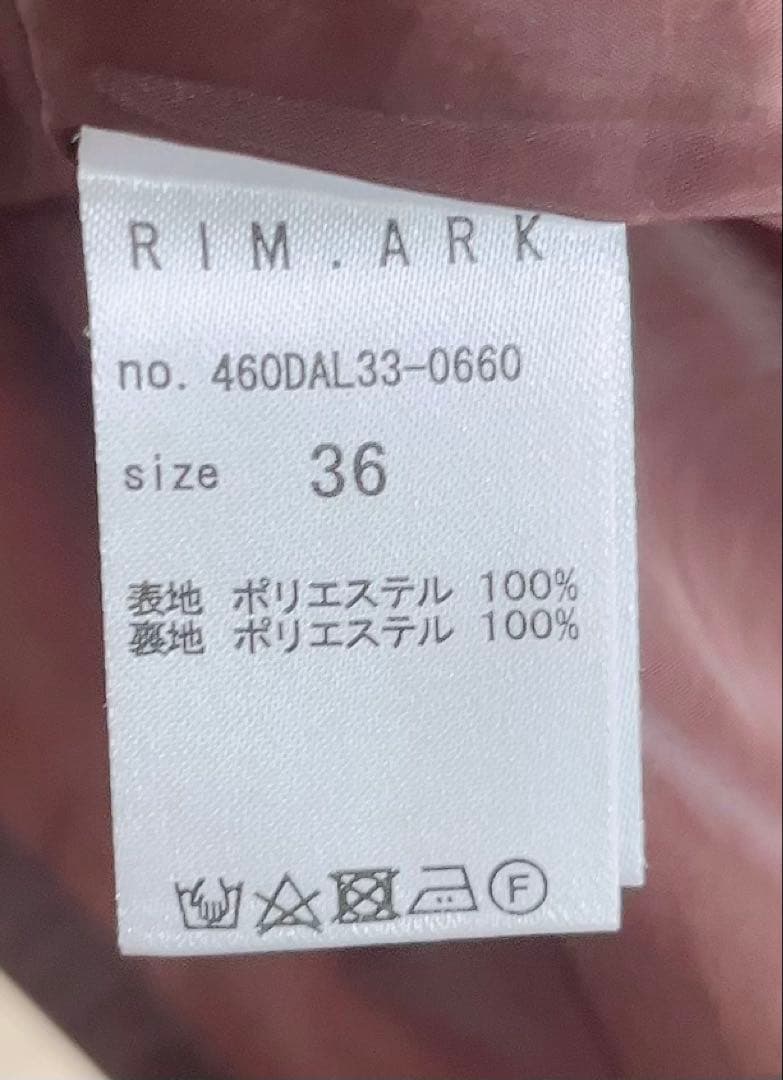 RIM.ARK
no. 460DAL33-0660
size 36
表地 ポリエステル 100%
裏地 ポリエステル 100%
F